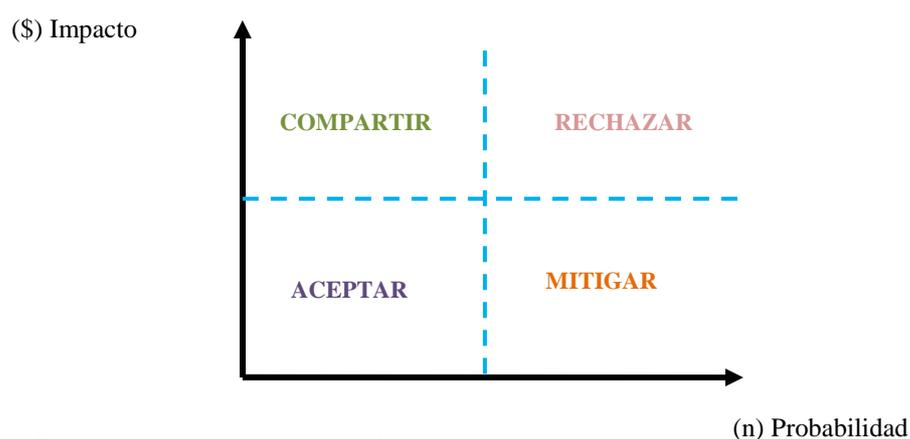 ($) Impacto
COMPARTIR
RECHAZAR
ACEPTAR
MITIGAR
(n) Probabilidad